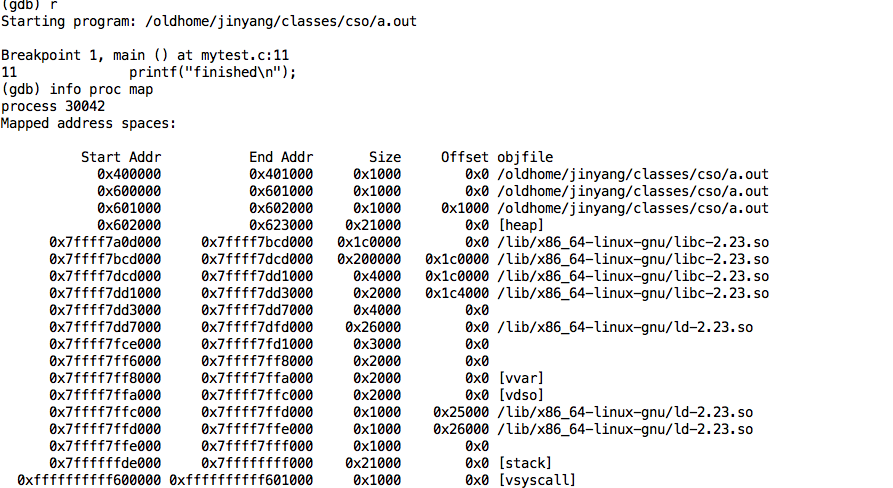 (gdb) r
Starting program: /oldhome/jinyang/classes/cso/a.out
Breakpoint 1, main () at mytest.c:11
11 printf("finished\n");
(gdb) info proc map
process 30042
Mapped address spaces:
Start Addr End Addr Size Offset objfile
0x400000 0x401000 0x1000 0x0 /oldhome/jinyang/classes/cso/a.out
0x600000 0x601000 0x1000 0x0 /oldhome/jinyang/classes/cso/a.out
0x601000 0x602000 0x1000 0x1000 /oldhome/jinyang/classes/cso/a.out
0x602000 0x623000 0x21000 0x0 [heap]
0x7ffff7a0d000 0x7ffff7bcd000 0x1c0000 0x0 /lib/x86_64-linux-gnu/libc-2.23.so
0x7ffff7bcd000 0x7ffff7dcd000 0x200000 0x1c0000 /lib/x86_64-linux-gnu/libc-2.23.so
0x7ffff7dcd000 0x7ffff7dd1000 0x4000 0x1c0000 /lib/x86_64-linux-gnu/libc-2.23.so
0x7ffff7dd1000 0x7ffff7dd3000 0x2000 0x1c4000 /lib/x86_64-linux-gnu/libc-2.23.so
0x7ffff7dd3000 0x7ffff7dd7000 0x4000 0x0
0x7ffff7dd7000 0x7ffff7dfd000 0x26000 0x0 /lib/x86_64-linux-gnu/ld-2.23.so
0x7ffff7fce000 0x7ffff7fd1000 0x3000 0x0
0x7ffff7ff6000 0x7ffff7ff8000 0x2000 0x0
0x7ffff7ff8000 0x7ffff7ffa000 0x2000 0x0 [vvar]
0x7ffff7ffa000 0x7ffff7ffc000 0x2000 0x0 [vdso]
0x7ffff7ffc000 0x7ffff7ffd000 0x1000 0x25000 /lib/x86_64-linux-gnu/ld-2.23.so
0x7ffff7ffd000 0x7ffff7ffe000 0x1000 0x26000 /lib/x86_64-linux-gnu/ld-2.23.so
0x7ffff7ffe000 0x7ffff7fff000 0x1000 0x0
0x7ffffffde000 0x7ffffffff000 0x21000 0x0 [stack]
0xffffffffff600000 0xffffffffff601000 0x1000 0x0 [vsyscall]